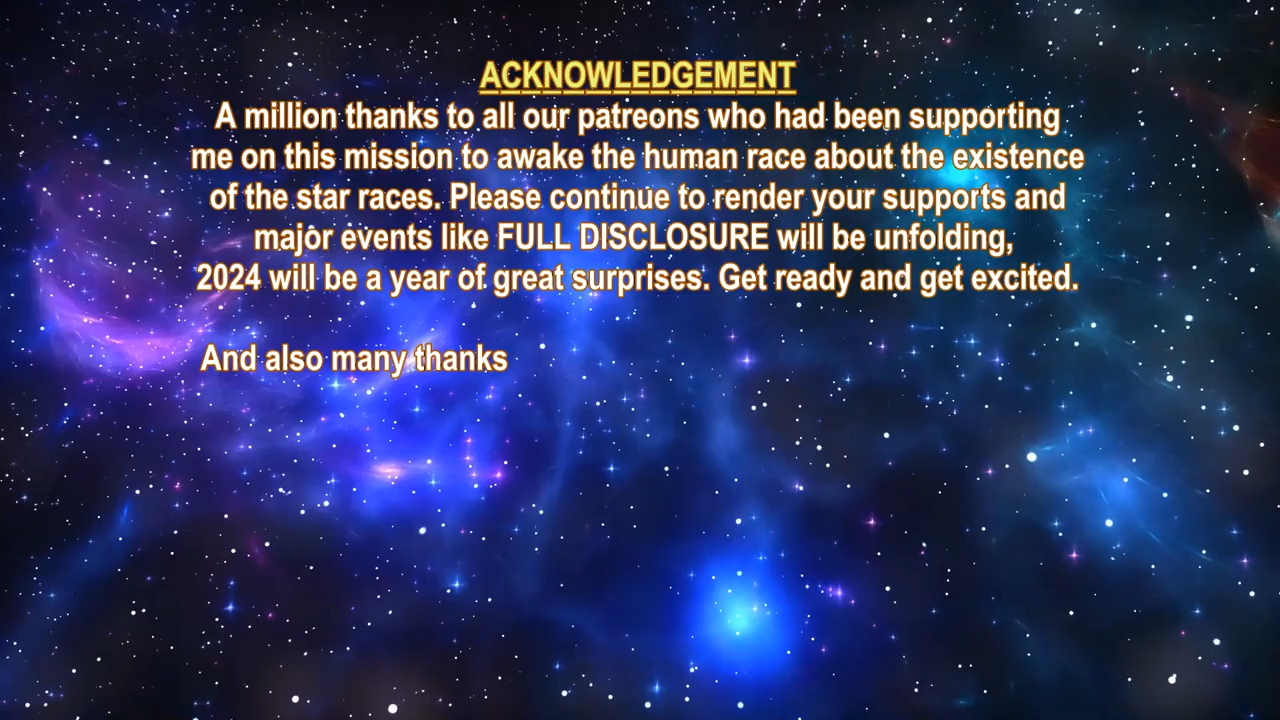 ACKNOWLEDGEMENT
A million thanks to all our patreons who had been supporting
me on this mission to awake the human race about the existence
of the star races. Please continue to render your supports and
major events like FULL DISCLOSURE will be unfolding,
2024 will be a year of great surprises. Get ready and get excited.
And also many thanks